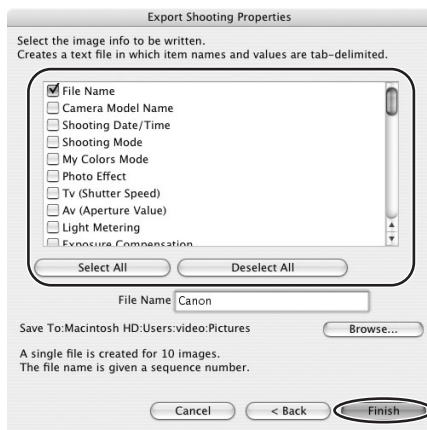 Export Shooting Properties
Select the image info to be written.
Creates a text file in which item names and values are tab-delimited.
File Name
Camera Model Name
Shooting Date/Time
Shooting Mode
My Colors Mode
Photo Effect
Tv (Shutter Speed)
Av (Aperture Value)
Light Metering
Exposure Compensation
Select All Deselect All
File Name Canon
Save To:Macintosh HD:Users:video:Pictures Browse...
A single file is created for 10 images.
The file name is given a sequence number.
Cancel < Back Finish